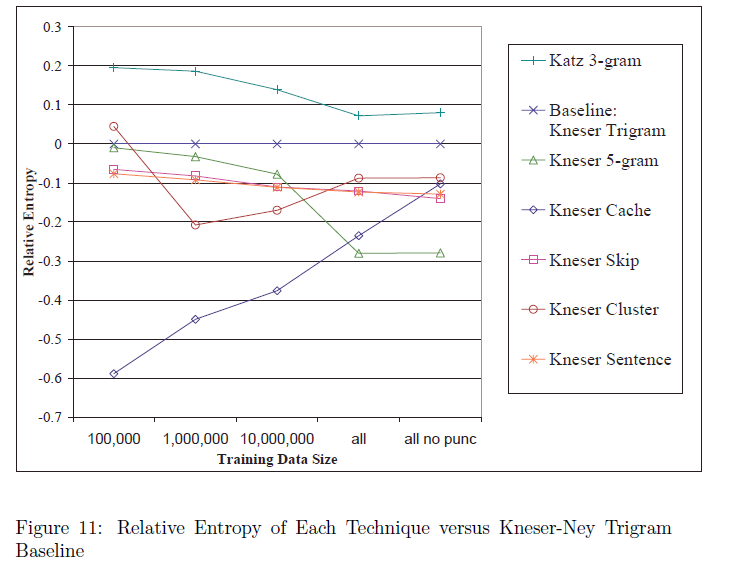 0.3
0.2
0.1
0
-0.1
-0.2
-0.3
-0.4
-0.5
-0.6
-0.7
Relative Entropy
100,000 1,000,000 10,000,000 all all no punc
Training Data Size
Katz 3-gram
Baseline:
Kneser Trigram
Kneser 5-gram
Kneser Cache
Kneser Skip
Kneser Cluster
Kneser Sentence
Figure 11: Relative Entropy of Each Technique versus Kneser-Ney Trigram
Baseline